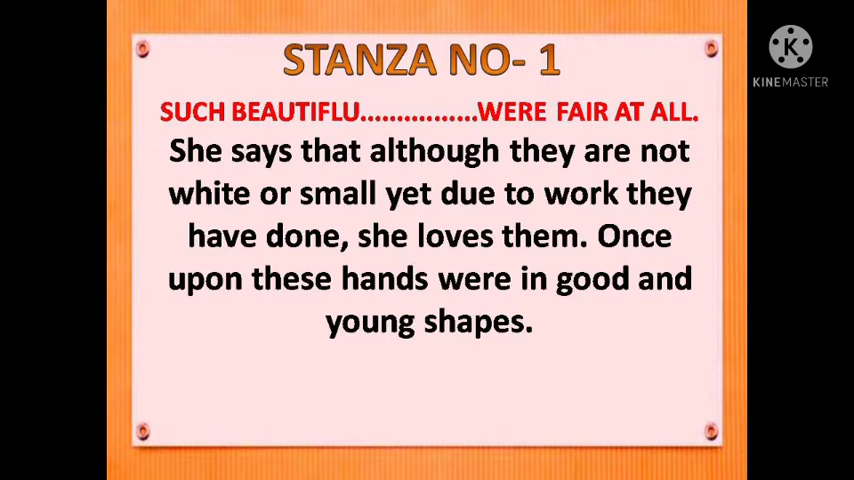 STANZA NO- 1
SUCH BEAUTIFLU................WERE FAIR AT ALL.
She says that although they are not
white or small yet due to work they
have done, she loves them. Once
upon these hands were in good and
young shapes.
K
KINEMASTER